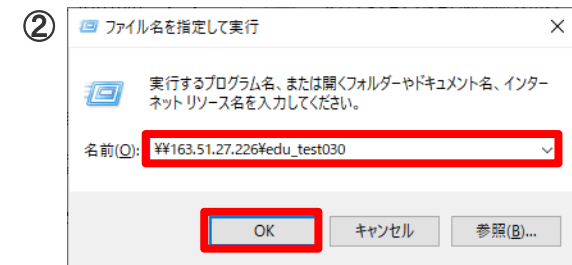 ②
ファイル名を指定して実行
実行するプログラム名、または開くフォルダーやドキュメント名、インター
ネット リソース名を入力してください。
名前(O): ¥¥163.51.27.226¥edu_test030
OK キャンセル 参照(B)...